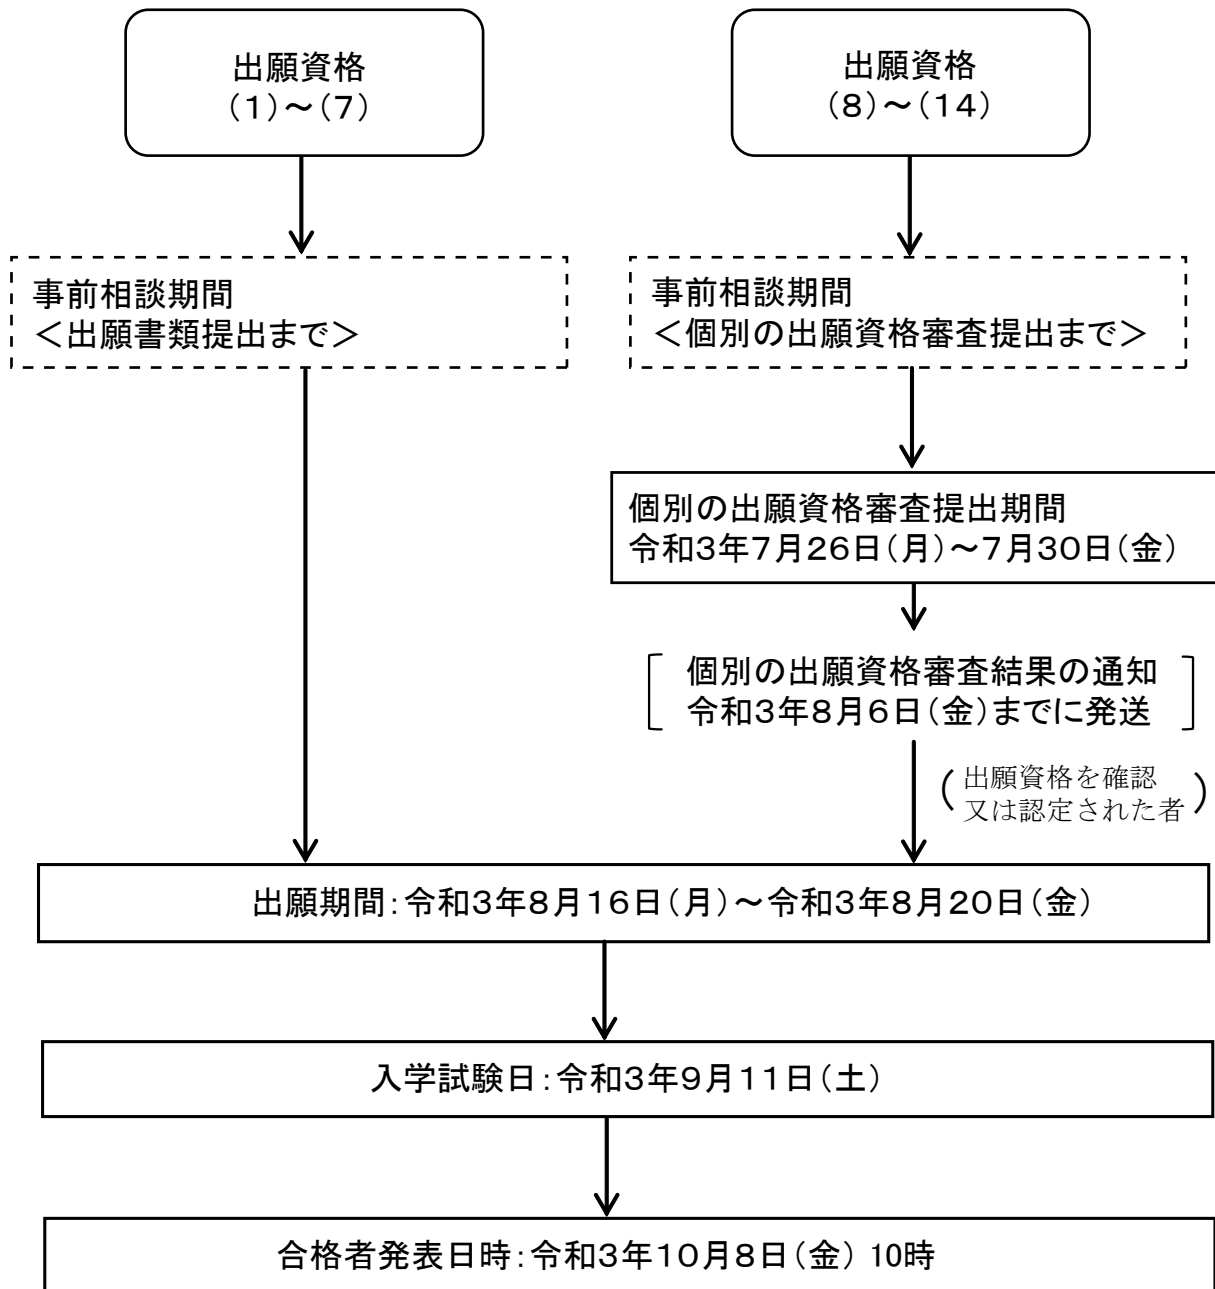 出願資格
（１）～（７）
出願資格
（８）～（１４）
事前相談期間
＜出願書類提出まで＞
事前相談期間
＜個別の出願資格審査提出まで＞
個別の出願資格審査提出期間
令和３年７月２６日（月）～７月３０日（金）
個別の出願資格審査結果の通知
令和３年８月６日（金）までに発送
（出願資格を確認
又は認定された者）
出願期間：令和３年８月１６日（月）～令和３年８月２０日（金）
入学試験日：令和３年９月１１日（土）
合格者発表日時：令和３年１０月８日（金） 10時